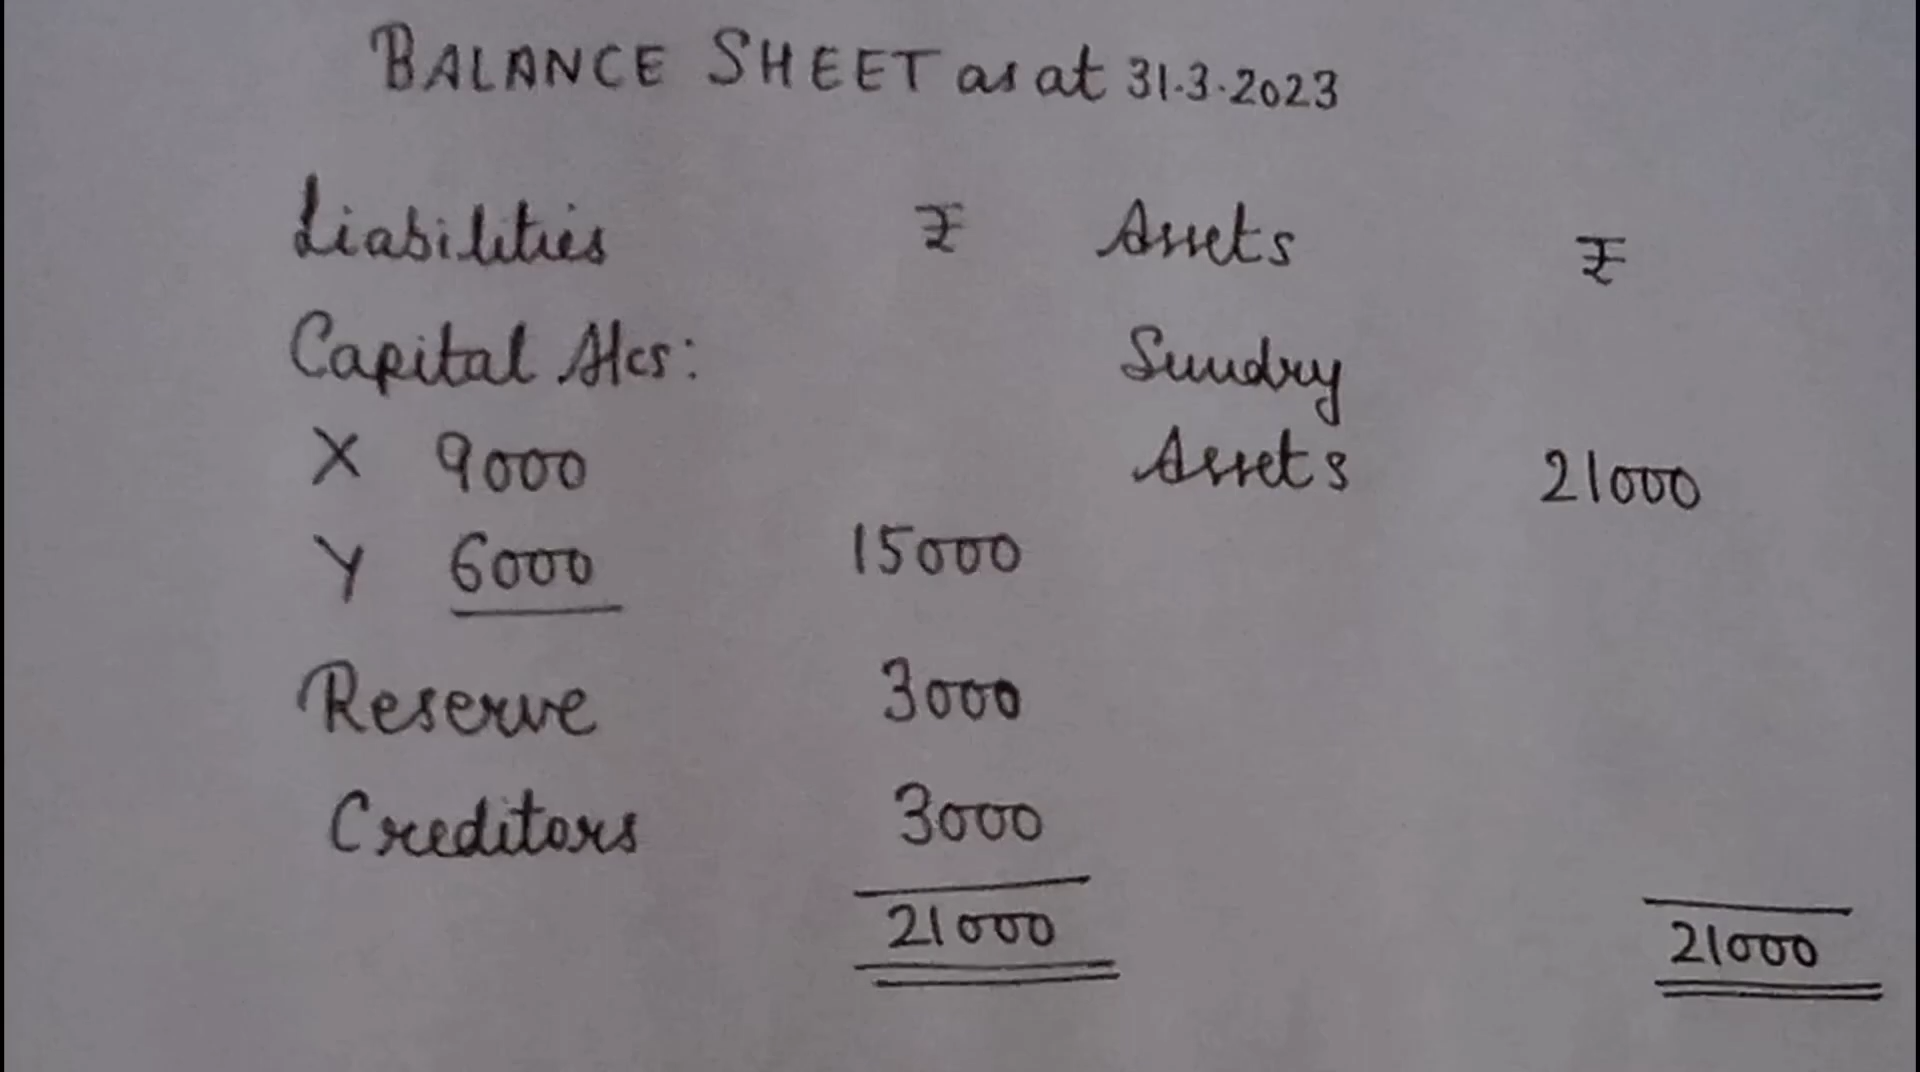 BALANCE SHEET as at 31.3.2023
Liabilities ₹ Assets ₹
Capital A/cs: Sundry
X 9000 Assets 21000
Y 6000 15000
Reserve 3000
Creditors 3000
21000 21000